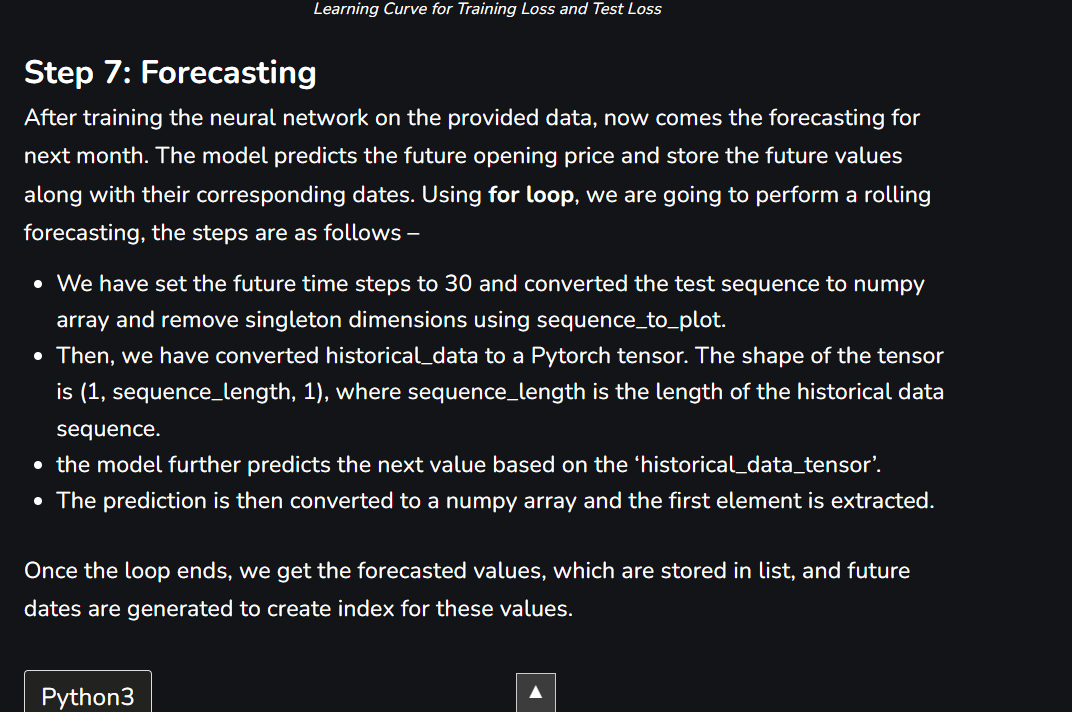 Learning Curve for Training Loss and Test Loss
Step 7: Forecasting
After training the neural network on the provided data, now comes the forecasting for
next month. The model predicts the future opening price and store the future values
along with their corresponding dates. Using for loop, we are going to perform a rolling
forecasting, the steps are as follows –
• We have set the future time steps to 30 and converted the test sequence to numpy
array and remove singleton dimensions using sequence_to_plot.
• Then, we have converted historical_data to a Pytorch tensor. The shape of the tensor
is (1, sequence_length, 1), where sequence_length is the length of the historical data
sequence.
• the model further predicts the next value based on the ‘historical_data_tensor’.
• The prediction is then converted to a numpy array and the first element is extracted.
Once the loop ends, we get the forecasted values, which are stored in list, and future
dates are generated to create index for these values.
Python3